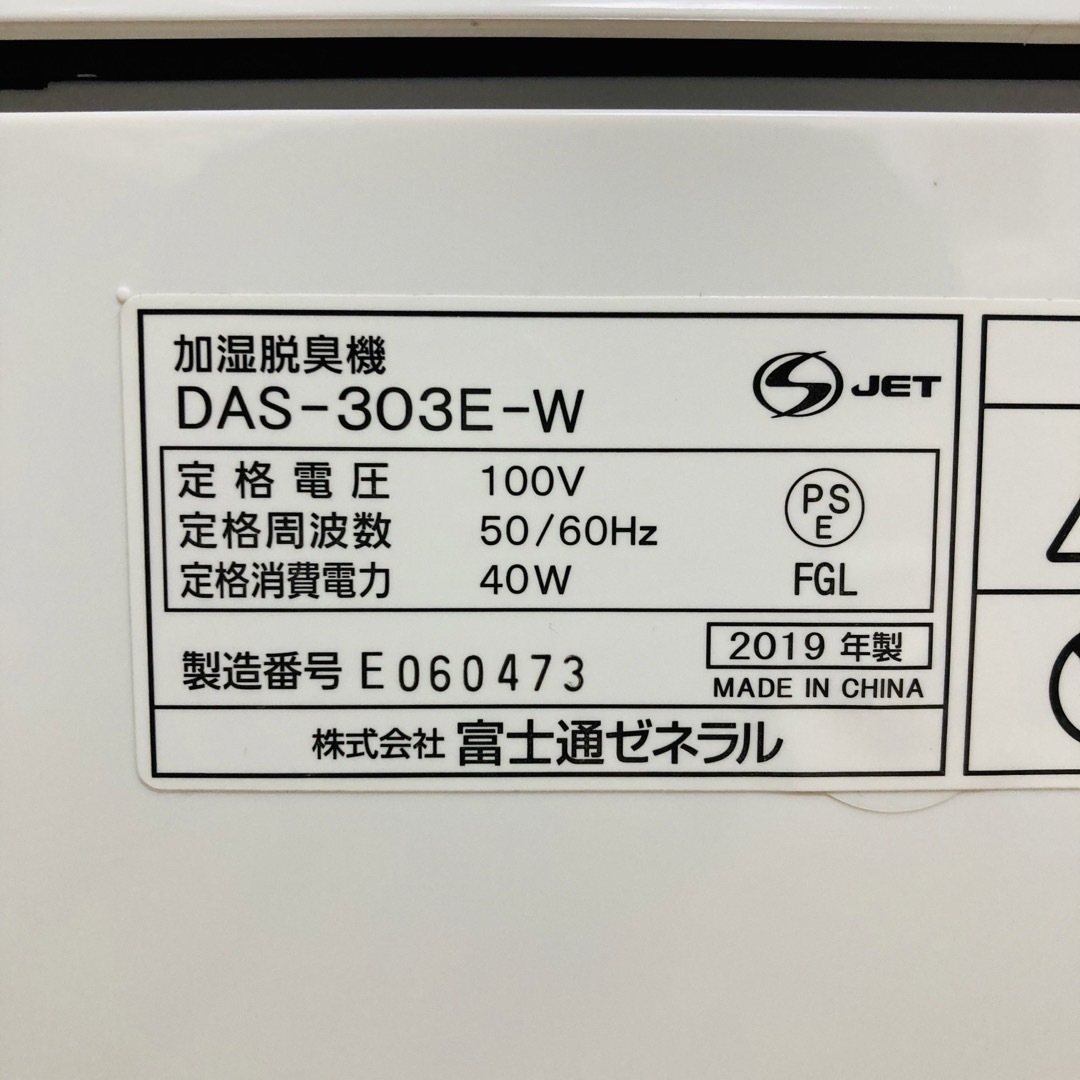 加湿脱臭機
DAS-303E-W
S JET
定格電圧 100V
定格周波数 50/60Hz
定格消費電力 40W
PS
E
FGL
製造番号 E060473
2019 年製
MADE IN CHINA
株式会社 富士通ゼネラル